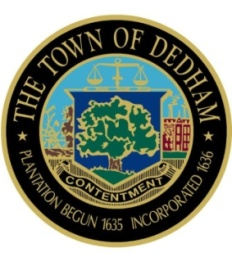 THE TOWN OF DEDHAM
CONTENTMENT
PLANTATION BEGUN 1635 INCORPORATED 1636